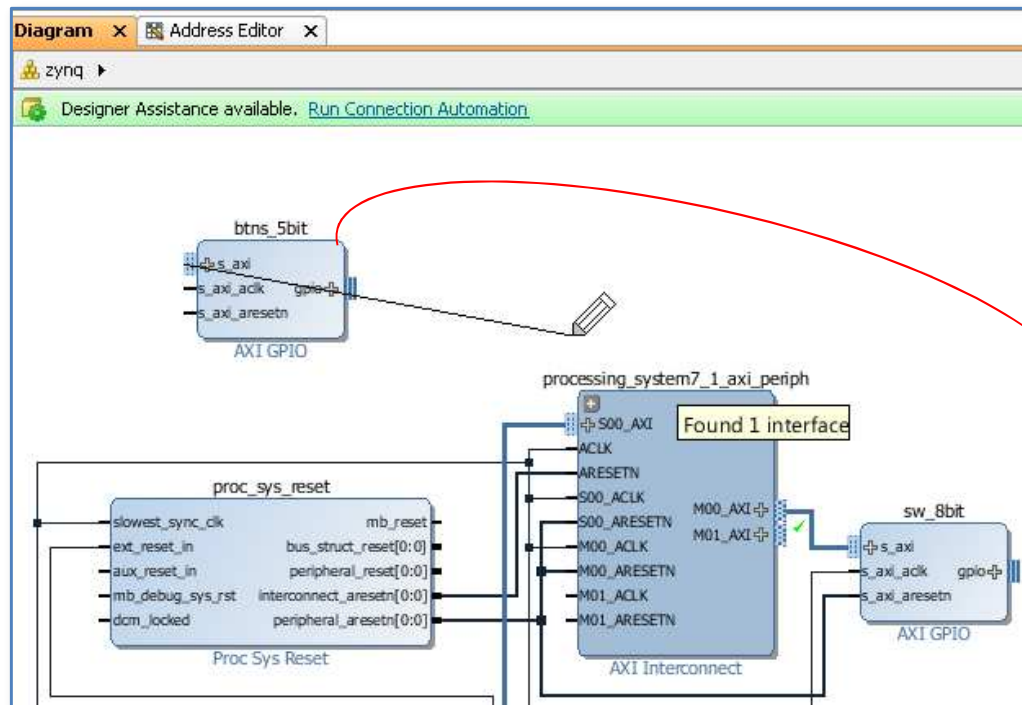 Diagram X Address Editor X
zynq
Designer Assistance available. Run Connection Automation
btns_5bit
s_axi
s_axi_aclk gpio
s_axi_aresetn
AXI GPIO
processing_system7_1_axi_periph
S00_AXI
Found 1 interface
ACLK
ARESETN
S00_ACLK
S00_ARESETN
M00_ACLK
M00_ARESETN
M01_ACLK
M01_ARESETN
M00_AXI
M01_AXI
AXI Interconnect
proc_sys_reset
slowest_sync_clk mb_reset
ext_reset_in bus_struct_reset[0:0]
aux_reset_in peripheral_reset[0:0]
mb_debug_sys_rst interconnect_aresetn[0:0]
dcm_locked peripheral_aresetn[0:0]
Proc Sys Reset
sw_8bit
s_axi
s_axi_aclk gpio
s_axi_aresetn
AXI GPIO